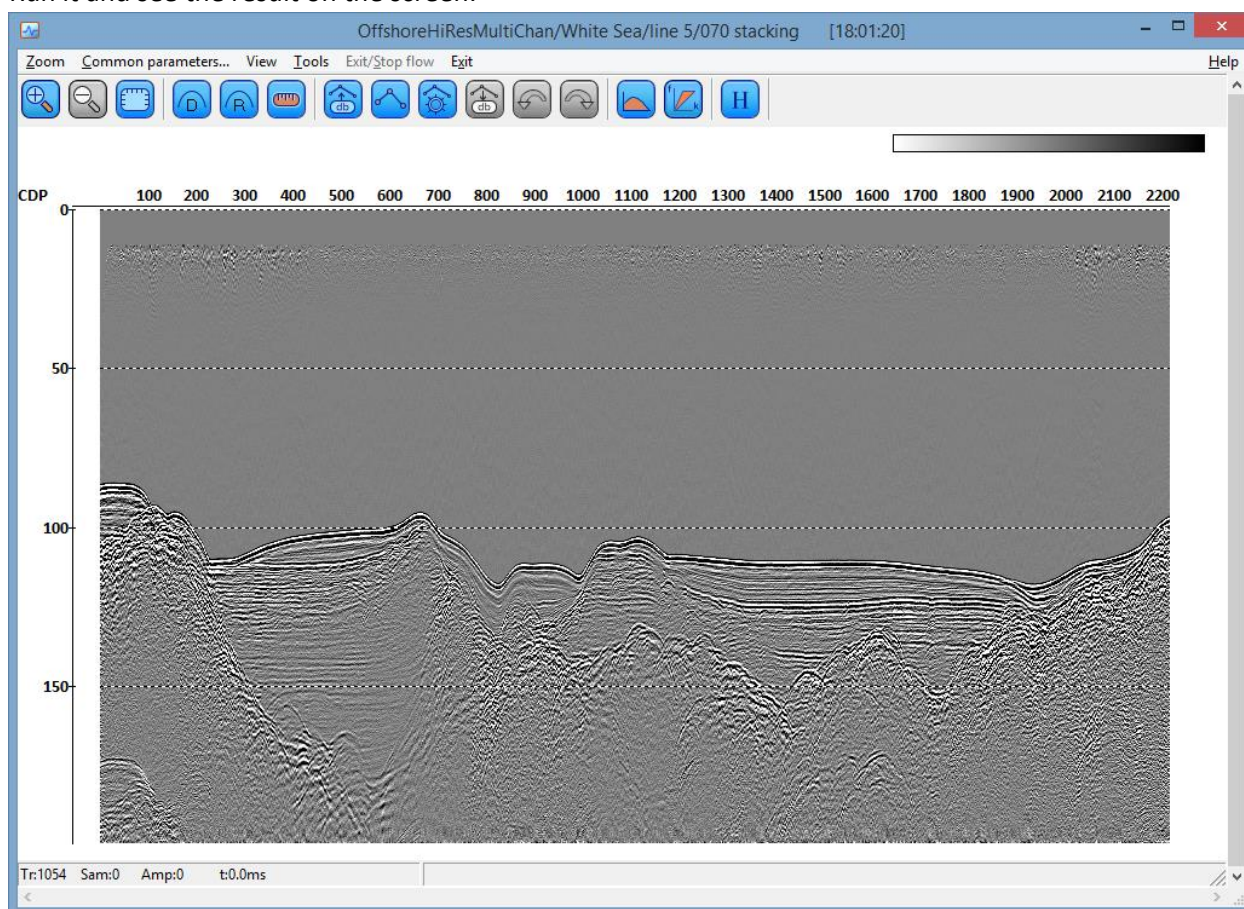 Run it and see the result on the screen:
OffshoreHiResMultiChan/White Sea/line 5/070 stacking [18:01:20]
Zoom Common parameters... View Tools Exit/Stop flow Exit Help
D R db db f k H
CDP 100 200 300 400 500 600 700 800 900 1000 1100 1200 1300 1400 1500 1600 1700 1800 1900 2000 2100 2200
0
50
100
150
Tr:1054 Sam:0 Amp:0 t:0.0ms